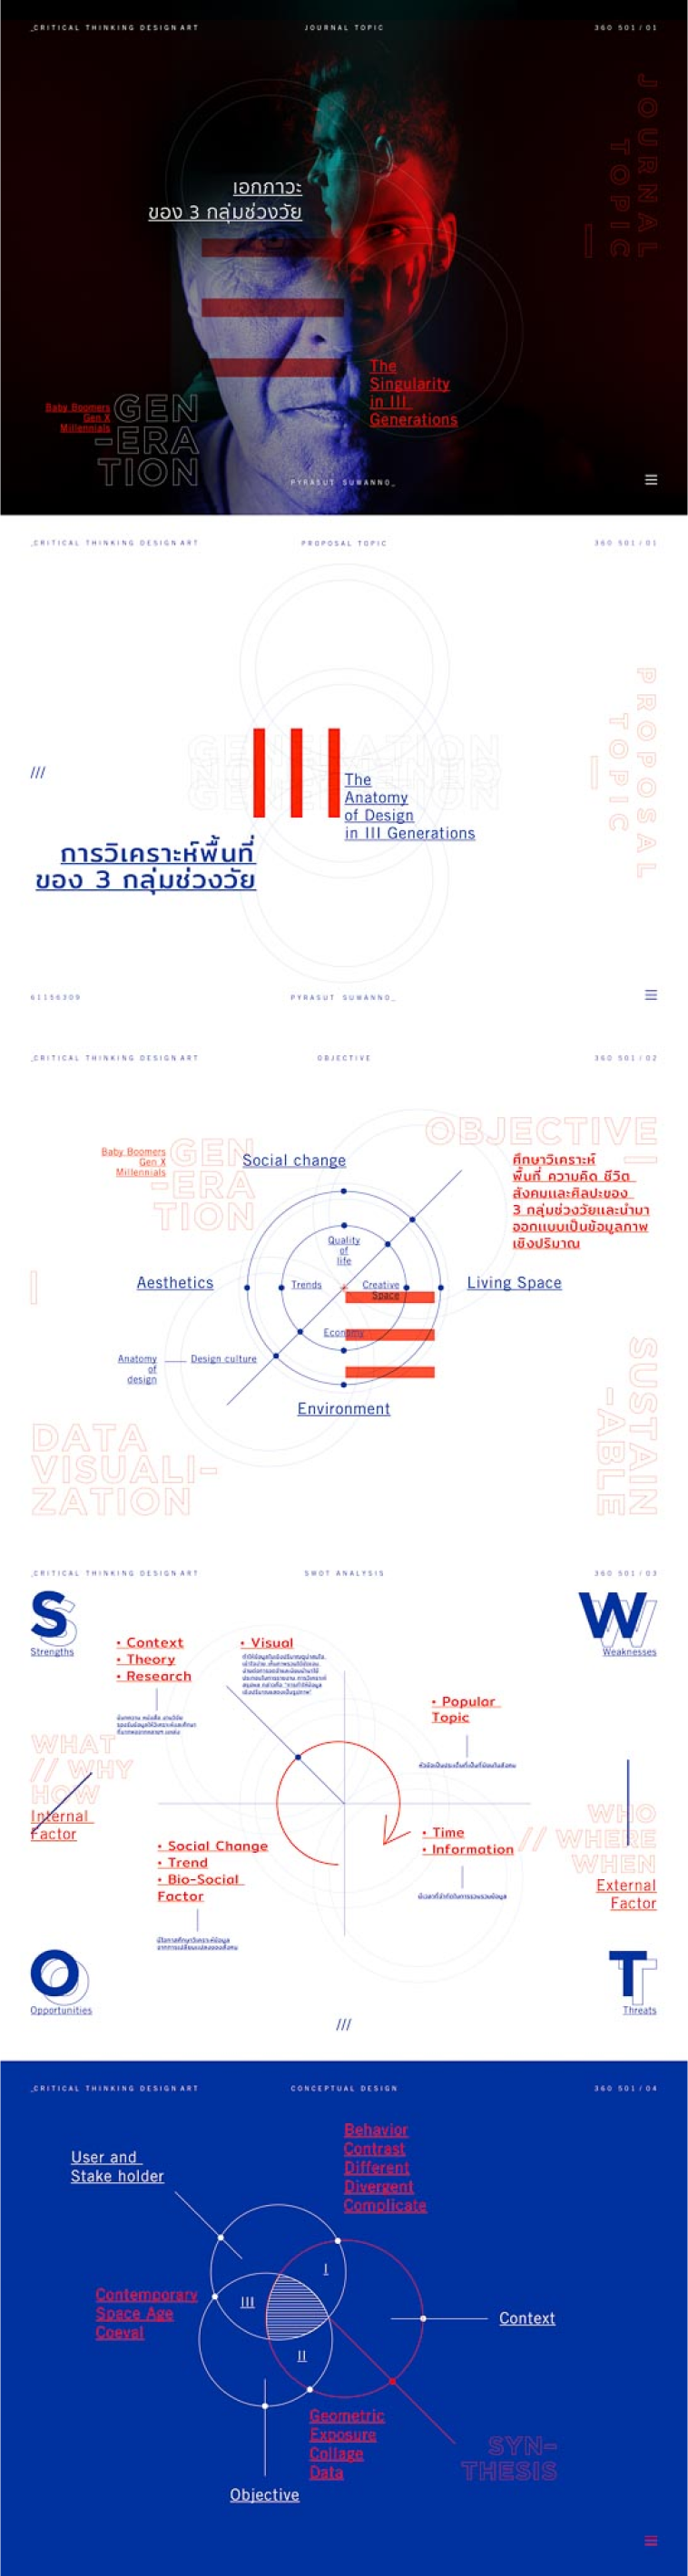 _CRITICAL THINKING DESIGN ART
JOURNAL TOPIC
360 501 / 01
JOURNAL
TOPIC
เอกภาวะ
ของ 3 กลุ่มช่วงวัย
The
Singularity
in III
Generations
Baby Boomers
Gen X
Millennials
GEN
-ERA
TION
PYRASUT SUWANNO_
_CRITICAL THINKING DESIGN ART
PROPOSAL TOPIC
360 501 / 01
PROPOSAL
TOPIC
GENERATION
III
///
The
Anatomy
of Design
in III Generations
การวิเคราะห์พื้นที่
ของ 3 กลุ่มช่วงวัย
61156309
PYRASUT SUWANNO_
_CRITICAL THINKING DESIGN ART
OBJECTIVE
360 501 / 02
OBJECTIVE
Baby Boomers
Gen X
Millennials
GEN
-ERA
TION
Social change
ศึกษาวิเคราะห์
พื้นที่ ความคิด ชีวิต
สังคมและศิลปะของ
3 กลุ่มช่วงวัยและนำมา
ออกแบบเป็นข้อมูลภาพ
เชิงปริมาณ
Quality
of
life
Aesthetics
Trends
Creative
Space
Living Space
Economy
Anatomy
of
design
Design culture
Environment
SUSTAIN
-ABLE
DATA
VISUALI-
ZATION
_CRITICAL THINKING DESIGN ART
SWOT ANALYSIS
360 501 / 03
S
Strengths
W
Weaknesses
• Context
• Theory
• Research
• Visual
• Popular
Topic
WHAT
// WHY
HOW
Internal
Factor
WHO
// WHERE
WHEN
External
Factor
• Social Change
• Trend
• Bio-Social
Factor
• Time
• Information
O
Opportunities
T
Threats
///
_CRITICAL THINKING DESIGN ART
CONCEPTUAL DESIGN
360 501 / 04
User and
Stake holder
Behavior
Contrast
Different
Divergent
Complicate
I
III
II
Contemporary
Space Age
Coeval
Context
Geometric
Exposure
Collage
Data
SYN-
THESIS
Objective